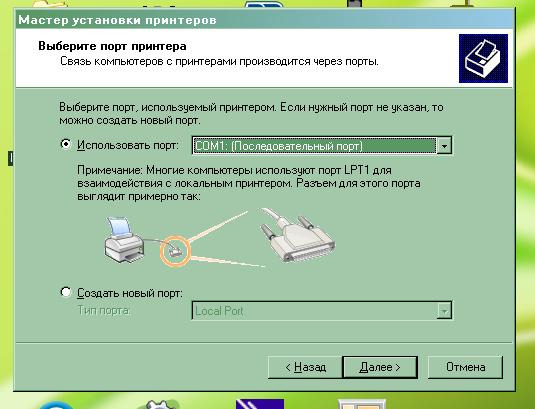 Мастер установки принтеров
Выберите порт принтера
Связь компьютеров с принтерами производится через порты.
Выберите порт, используемый принтером. Если нужный порт не указан, то
можно создать новый порт.
Использовать порт: COM1: (Последовательный порт)
Примечание: Многие компьютеры используют порт LPT1 для
взаимодействия с локальным принтером. Разъем для этого порта
выглядит примерно так:
Создать новый порт:
Тип порта: Local Port
< Назад Далее > Отмена